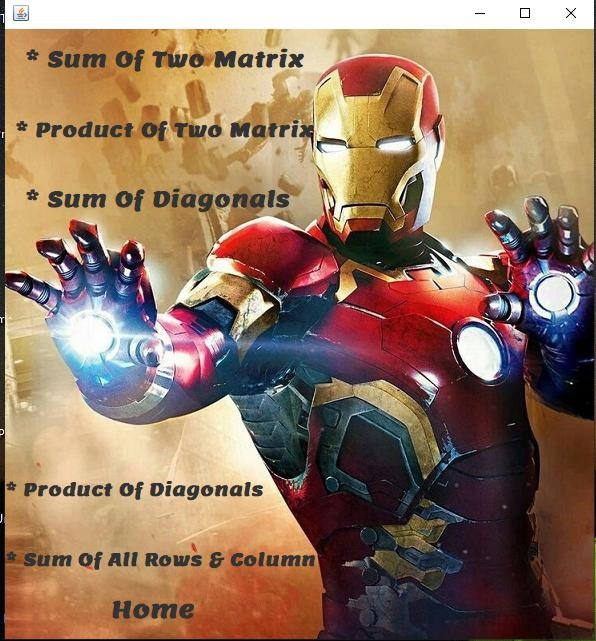 * Sum Of Two Matrix
* Product Of Two Matrix
* Sum Of Diagonals
* Product Of Diagonals
* Sum Of All Rows & Column
Home